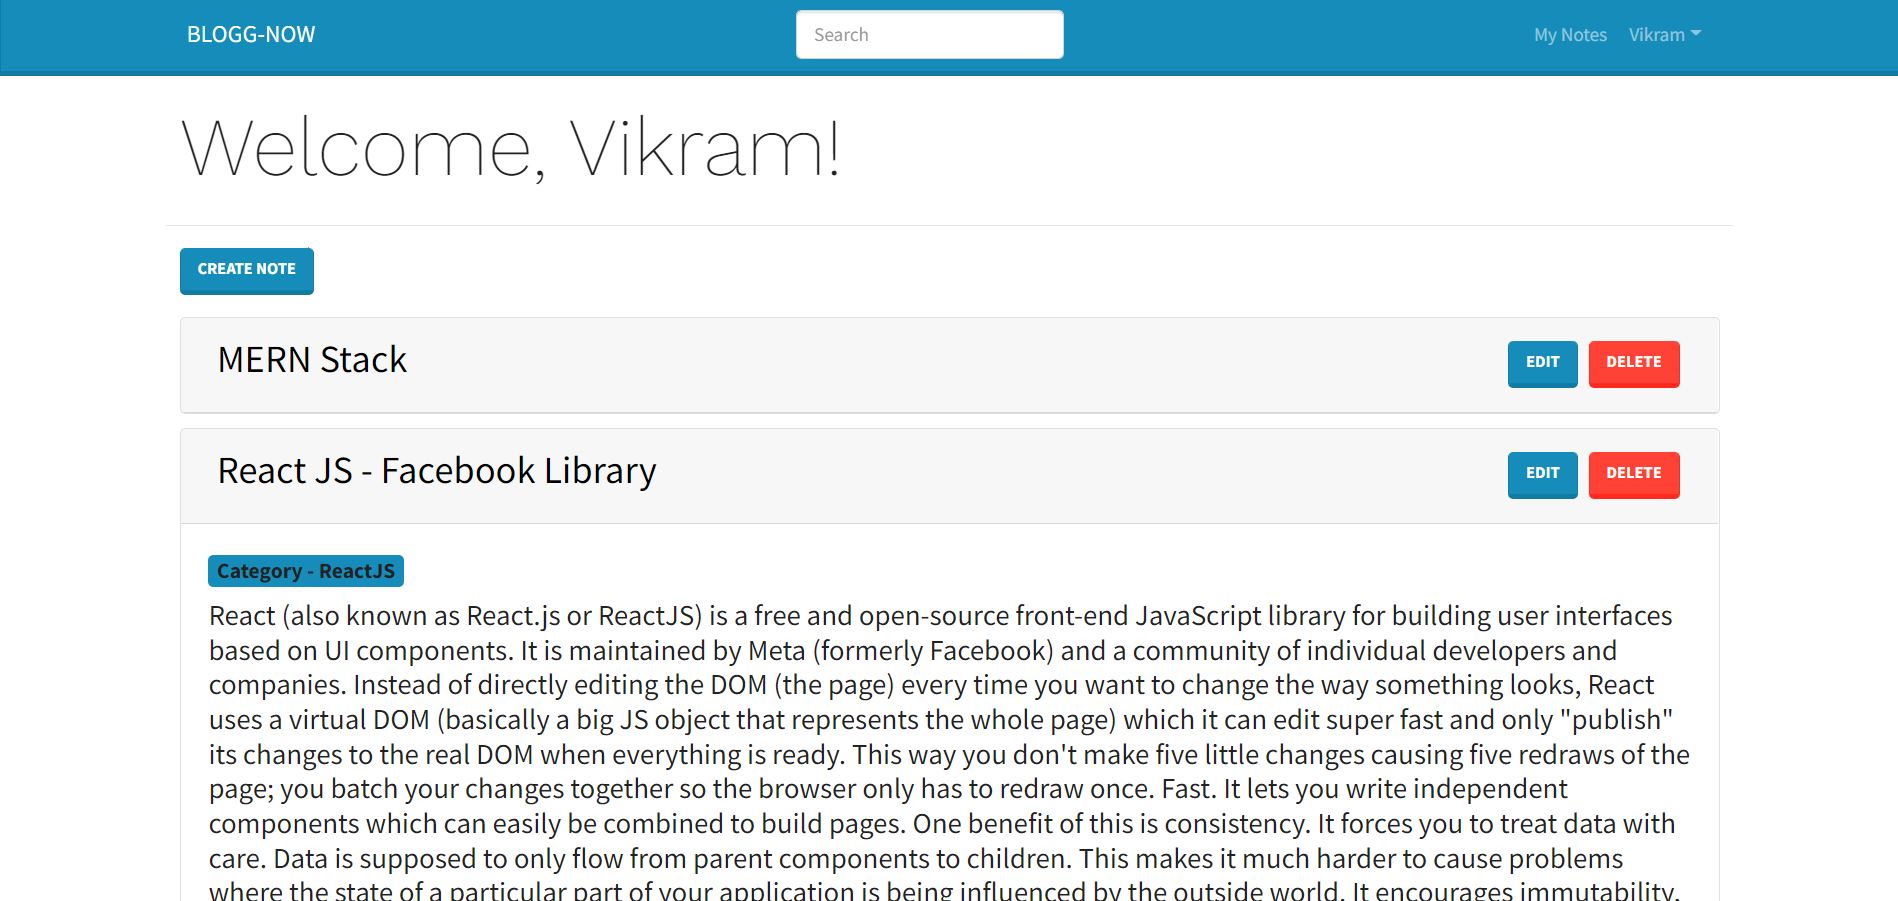 BLOGG-NOW
Search
My Notes
Vikram
Welcome, Vikram!
CREATE NOTE
MERN Stack
EDIT
DELETE
React JS - Facebook Library
EDIT
DELETE
Category - ReactJS
React (also known as React.js or ReactJS) is a free and open-source front-end JavaScript library for building user interfaces
based on UI components. It is maintained by Meta (formerly Facebook) and a community of individual developers and
companies. Instead of directly editing the DOM (the page) every time you want to change the way something looks, React
uses a virtual DOM (basically a big JS object that represents the whole page) which it can edit super fast and only "publish"
its changes to the real DOM when everything is ready. This way you don't make five little changes causing five redraws of the
page; you batch your changes together so the browser only has to redraw once. Fast. It lets you write independent
components which can easily be combined to build pages. One benefit of this is consistency. It forces you to treat data with
care. Data is supposed to only flow from parent components to children. This makes it much harder to cause problems
where the state of a particular part of your application is being influenced by the outside world. It encourages immutability.